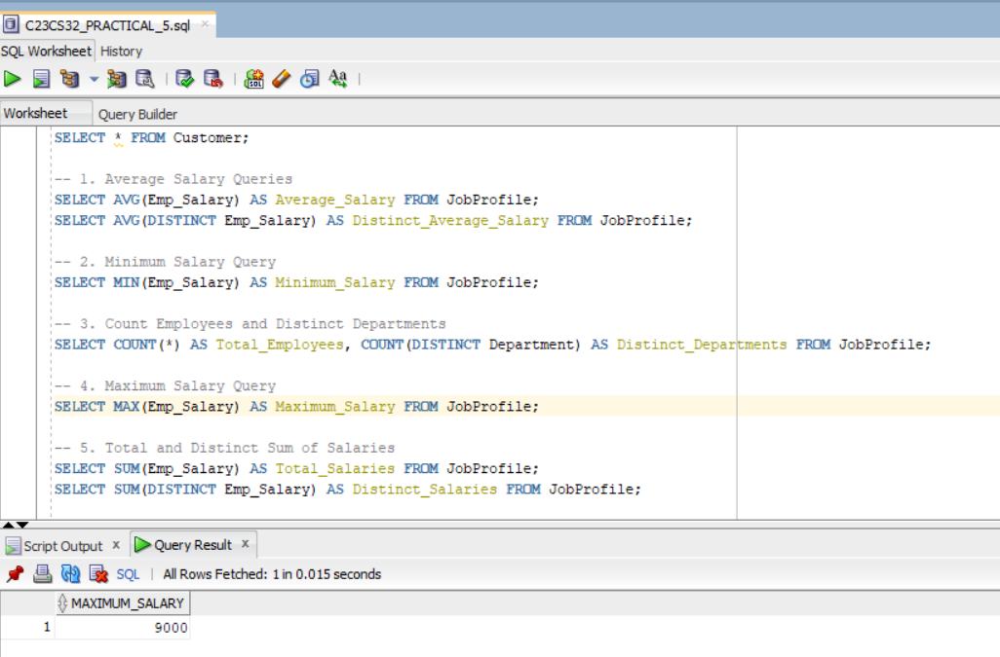 C23CS32_PRACTICAL_5.sql ×
SQL Worksheet History
SQL
Aa
Worksheet Query Builder
SELECT * FROM Customer;
-- 1. Average Salary Queries
SELECT AVG(Emp_Salary) AS Average_Salary FROM JobProfile;
SELECT AVG(DISTINCT Emp_Salary) AS Distinct_Average_Salary FROM JobProfile;
-- 2. Minimum Salary Query
SELECT MIN(Emp_Salary) AS Minimum_Salary FROM JobProfile;
-- 3. Count Employees and Distinct Departments
SELECT COUNT(*) AS Total_Employees, COUNT(DISTINCT Department) AS Distinct_Departments FROM JobProfile;
-- 4. Maximum Salary Query
SELECT MAX(Emp_Salary) AS Maximum_Salary FROM JobProfile;
-- 5. Total and Distinct Sum of Salaries
SELECT SUM(Emp_Salary) AS Total_Salaries FROM JobProfile;
SELECT SUM(DISTINCT Emp_Salary) AS Distinct_Salaries FROM JobProfile;
Script Output x Query Result x
SQL | All Rows Fetched: 1 in 0.015 seconds
MAXIMUM_SALARY
1 9000